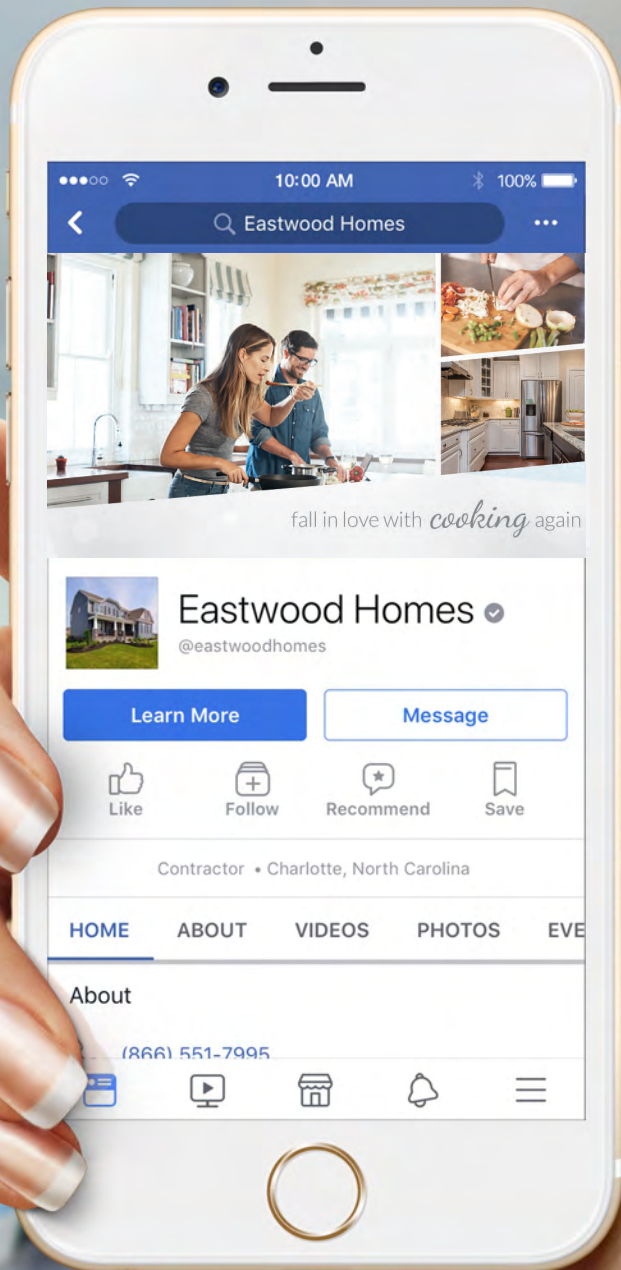 10:00 AM
100%
Eastwood Homes
fall in love with cooking again
Eastwood Homes
@eastwoodhomes
Learn More
Message
Like
Follow
Recommend
Save
Contractor • Charlotte, North Carolina
HOME ABOUT VIDEOS PHOTOS EVE
About
(866) 551-7995